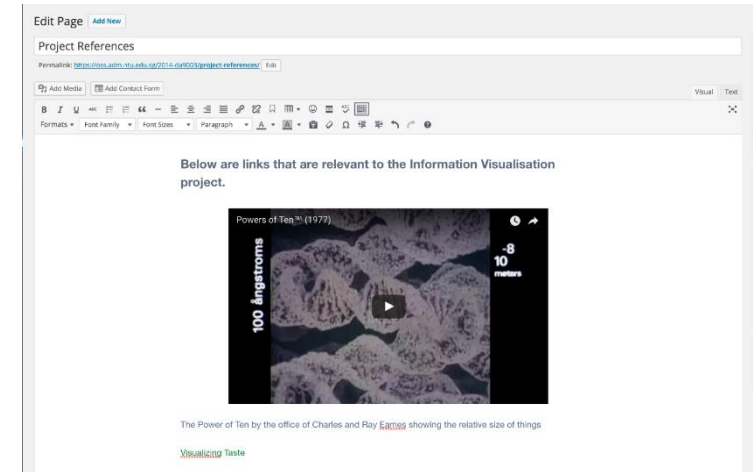 Edit Page Add New
Project References
Permalink: https://oss.adm.ntu.edu.sg/2014-da9003/project-references/ Edit
Add Media Add Contact Form
Visual Text
B I U ABC
Formats Font Family Font Sizes Paragraph A A
Below are links that are relevant to the Information Visualisation
project.
Powers of Ten™ (1977)
100 ångstroms
-8
10
meters
The Power of Ten by the office of Charles and Ray Eames showing the relative size of things
Visualizing Taste